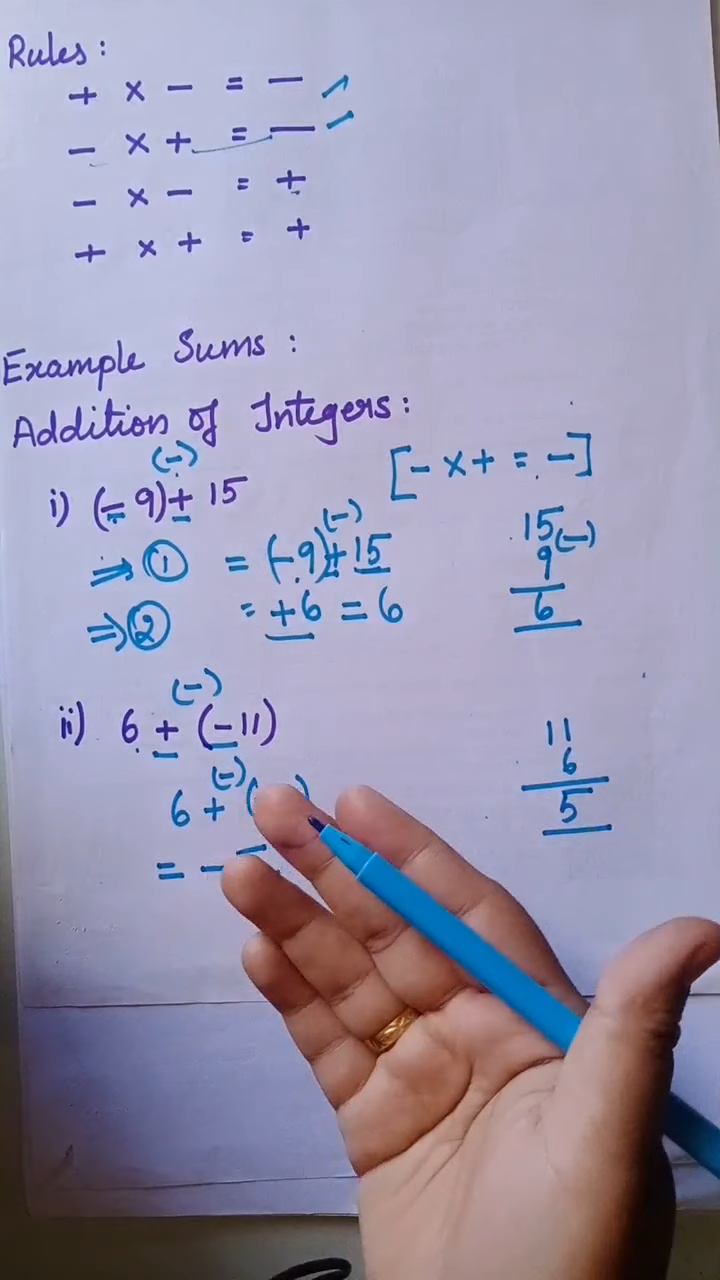 Rules:
+ x - = -
- x + = -
- x - = +
+ x + = +
Example Sums:
Addition of Integers:
(-)
i) (-9)+ 15
[- x + = -]
(-)
⇒ ① = (-9)+15
⇒ ② = +6 = 6
15
9 (-)
6
(-)
ii) 6 + (-11)
(-)
6 + (
= -
11
6
5